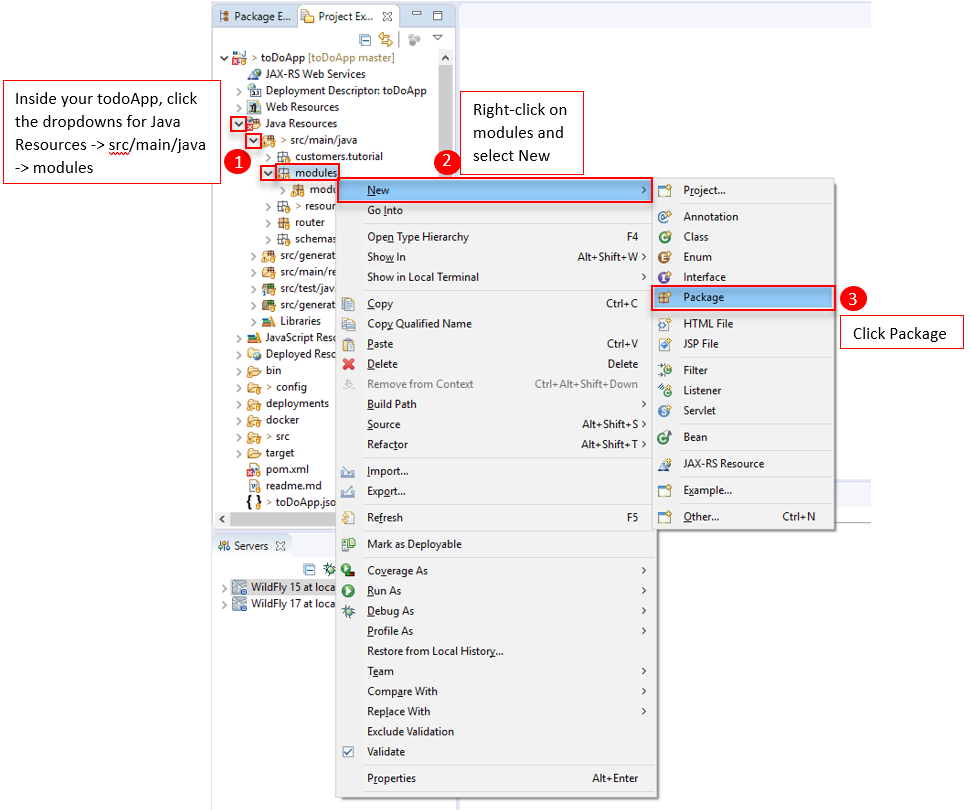 Package E...
Project Ex...
> toDoApp [toDoApp master]
JAX-RS Web Services
Deployment Descriptor: toDoApp
Web Resources
Java Resources
> src/main/java
customers.tutorial
modules
modu
> resour
router
schemas
src/generat
src/main/re
src/test/jav
src/generat
Libraries
JavaScript Reso
Deployed Reso
bin
> config
deployments
docker
> src
target
pom.xml
readme.md
{ } > toDoApp.jso
Inside your todoApp, click
the dropdowns for Java
Resources -> src/main/java
-> modules
1
2
Right-click on
modules and
select New
New
Go Into
Open Type Hierarchy F4
Show In Alt+Shift+W >
Show in Local Terminal
Copy Ctrl+C
Copy Qualified Name
Paste Ctrl+V
Delete Delete
Remove from Context Ctrl+Alt+Shift+Down
Build Path
Source Alt+Shift+S >
Refactor Alt+Shift+T >
Import...
Export...
Refresh F5
Mark as Deployable
Coverage As
Run As
Debug As
Profile As
Restore from Local History...
Team
Compare With
Replace With
Exclude Validation
Validate
Properties Alt+Enter
Project...
Annotation
Class
Enum
Interface
Package
HTML File
JSP File
Filter
Listener
Servlet
Bean
JAX-RS Resource
Example...
Other... Ctrl+N
3
Click Package
Servers
WildFly 15 at loca
WildFly 17 at loca